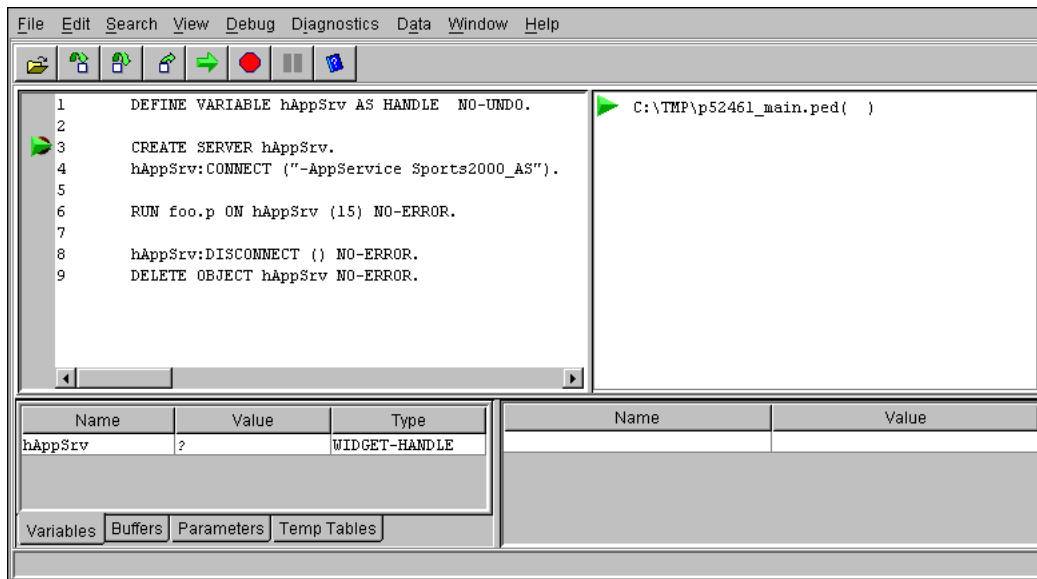 File Edit Search View Debug Diagnostics Data Window Help
1 DEFINE VARIABLE hAppSrv AS HANDLE NO-UNDO.
2
3 CREATE SERVER hAppSrv.
4 hAppSrv:CONNECT ("-AppService Sports2000_AS").
5
6 RUN foo.p ON hAppSrv (15) NO-ERROR.
7
8 hAppSrv:DISCONNECT () NO-ERROR.
9 DELETE OBJECT hAppSrv NO-ERROR.
C:\TMP\p52461_main.ped( )
Name Value Type
hAppSrv ? WIDGET-HANDLE
Variables Buffers Parameters Temp Tables
Name Value